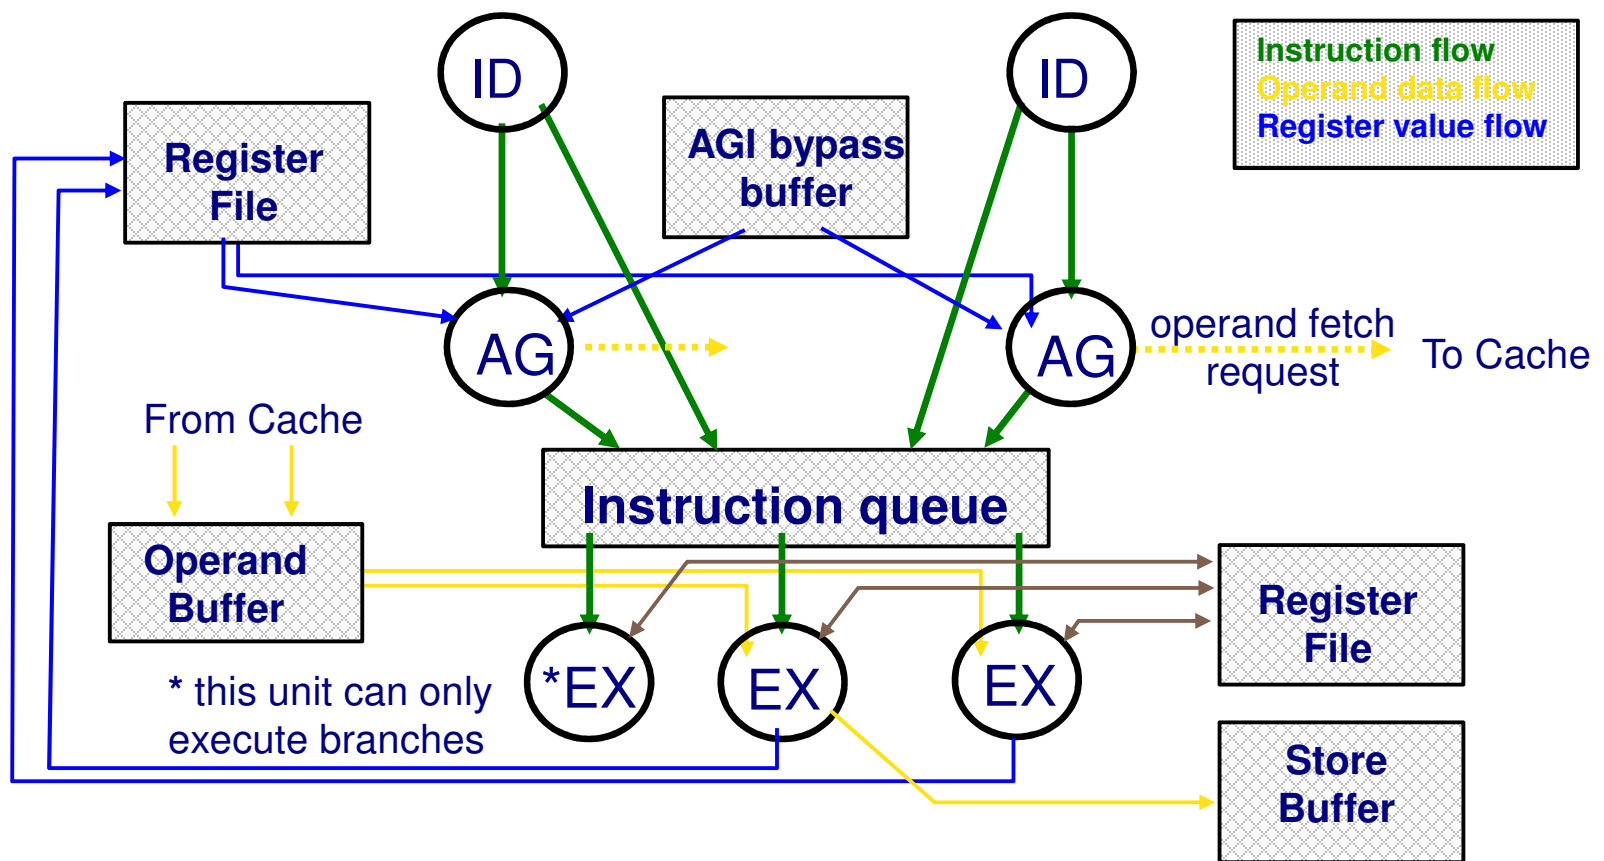 ID
ID
Instruction flow
Operand data flow
Register value flow
Register
File
AGI bypass
buffer
AG
AG
operand fetch
request
To Cache
From Cache
Instruction queue
Operand
Buffer
Register
File
*EX
EX
EX
* this unit can only
execute branches
Store
Buffer